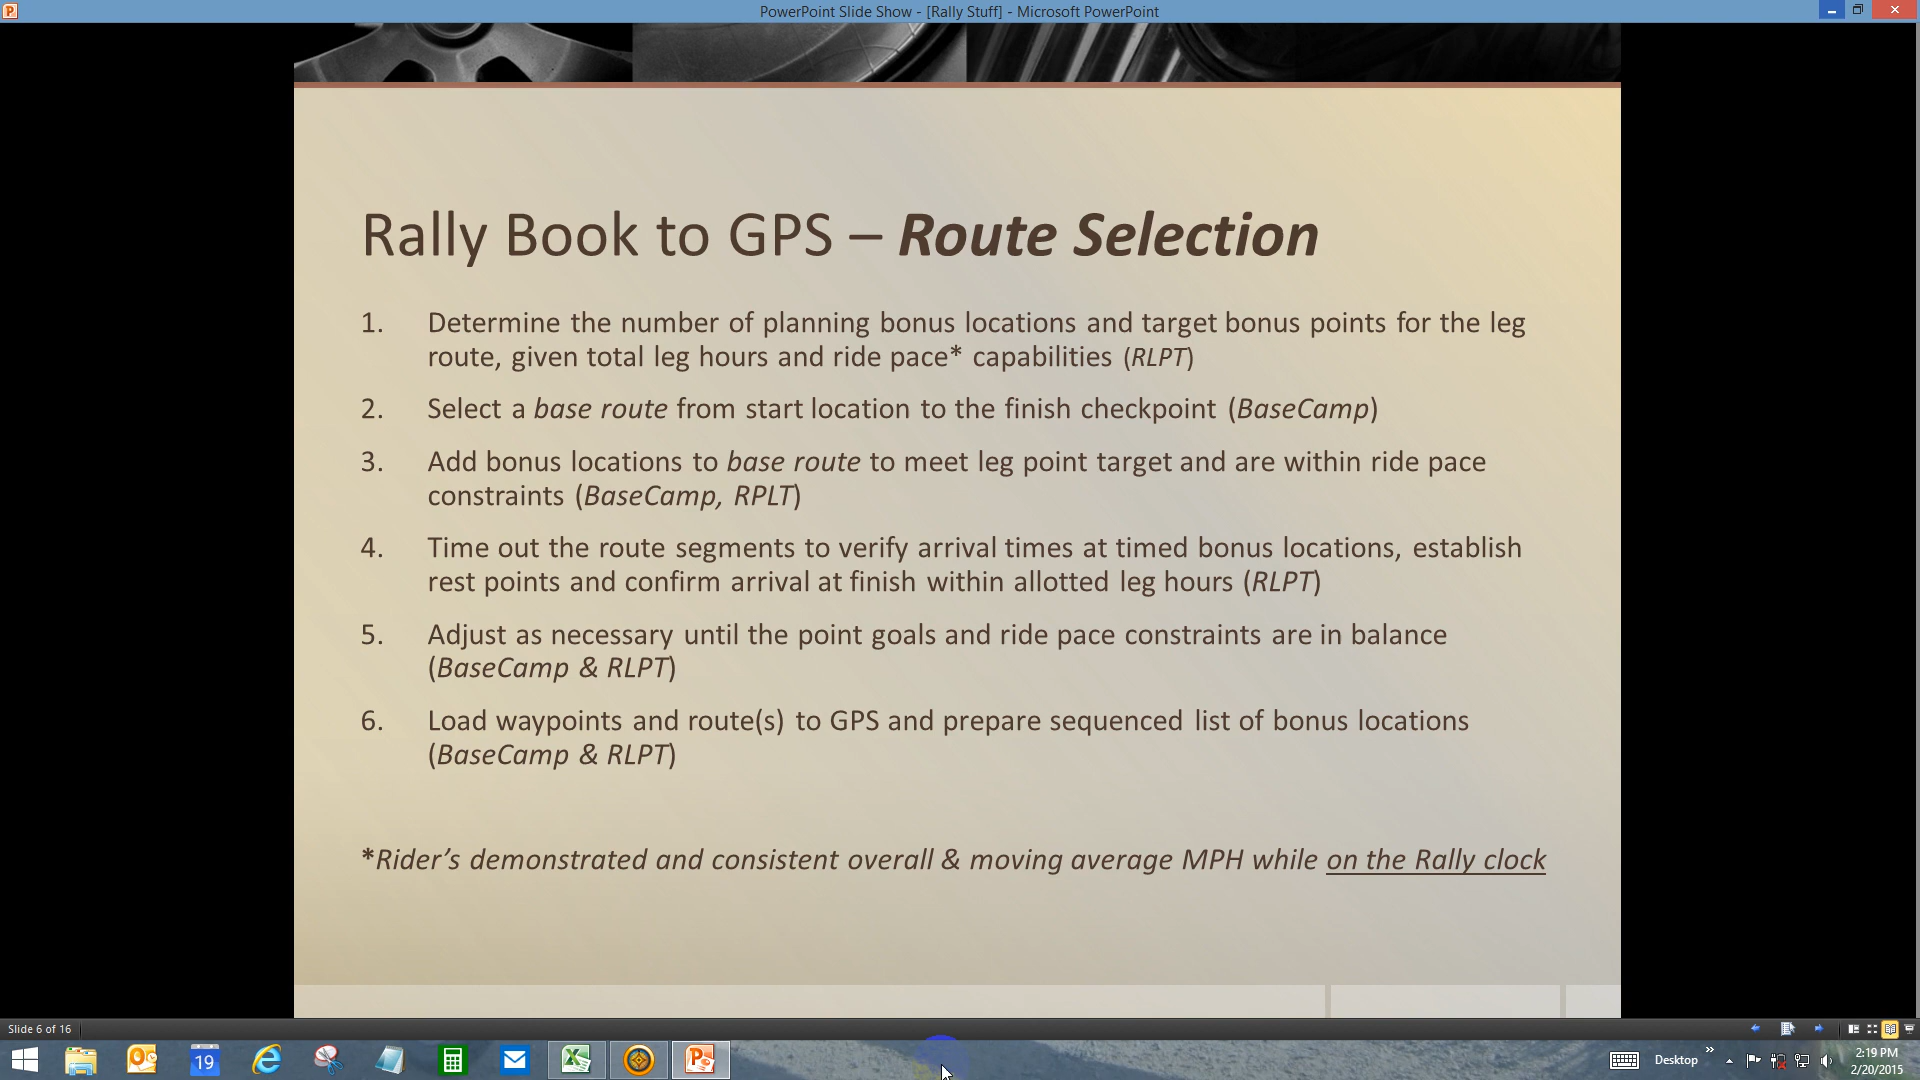 PowerPoint Slide Show - [Rally Stuff] - Microsoft PowerPoint
Rally Book to GPS – Route Selection
1. Determine the number of planning bonus locations and target bonus points for the leg
route, given total leg hours and ride pace* capabilities (RLPT)
2. Select a base route from start location to the finish checkpoint (BaseCamp)
3. Add bonus locations to base route to meet leg point target and are within ride pace
constraints (BaseCamp, RPLT)
4. Time out the route segments to verify arrival times at timed bonus locations, establish
rest points and confirm arrival at finish within allotted leg hours (RLPT)
5. Adjust as necessary until the point goals and ride pace constraints are in balance
(BaseCamp & RLPT)
6. Load waypoints and route(s) to GPS and prepare sequenced list of bonus locations
(BaseCamp & RLPT)
*Rider’s demonstrated and consistent overall & moving average MPH while on the Rally clock
Slide 6 of 16
19
Desktop
2:19 PM
2/20/2015